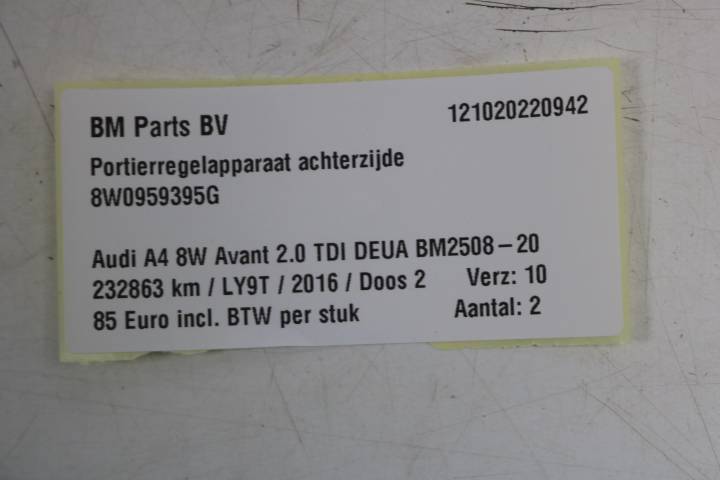 BM Parts BV 121020220942
Portierregelapparaat achterzijde
8W0959395G
Audi A4 8W Avant 2.0 TDI DEUA BM2508-20
232863 km / LY9T / 2016 / Doos 2 Verz: 10
85 Euro incl. BTW per stuk Aantal: 2